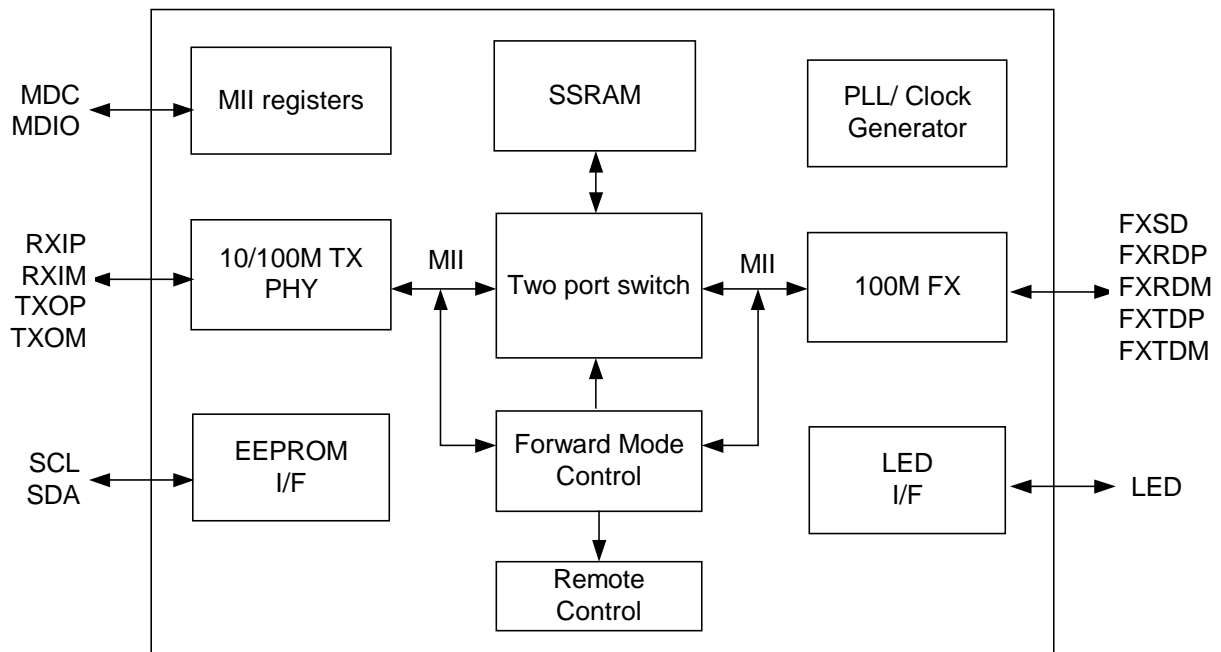 MDC
MDIO
MII registers
SSRAM
PLL/ Clock
Generator
RXIP
RXIM
TXOP
TXOM
10/100M TX
PHY
MII
Two port switch
MII
100M FX
FXSD
FXRDP
FXRDM
FXTDP
FXTDM
SCL
SDA
EEPROM
I/F
Forward Mode
Control
LED
I/F
LED
Remote
Control